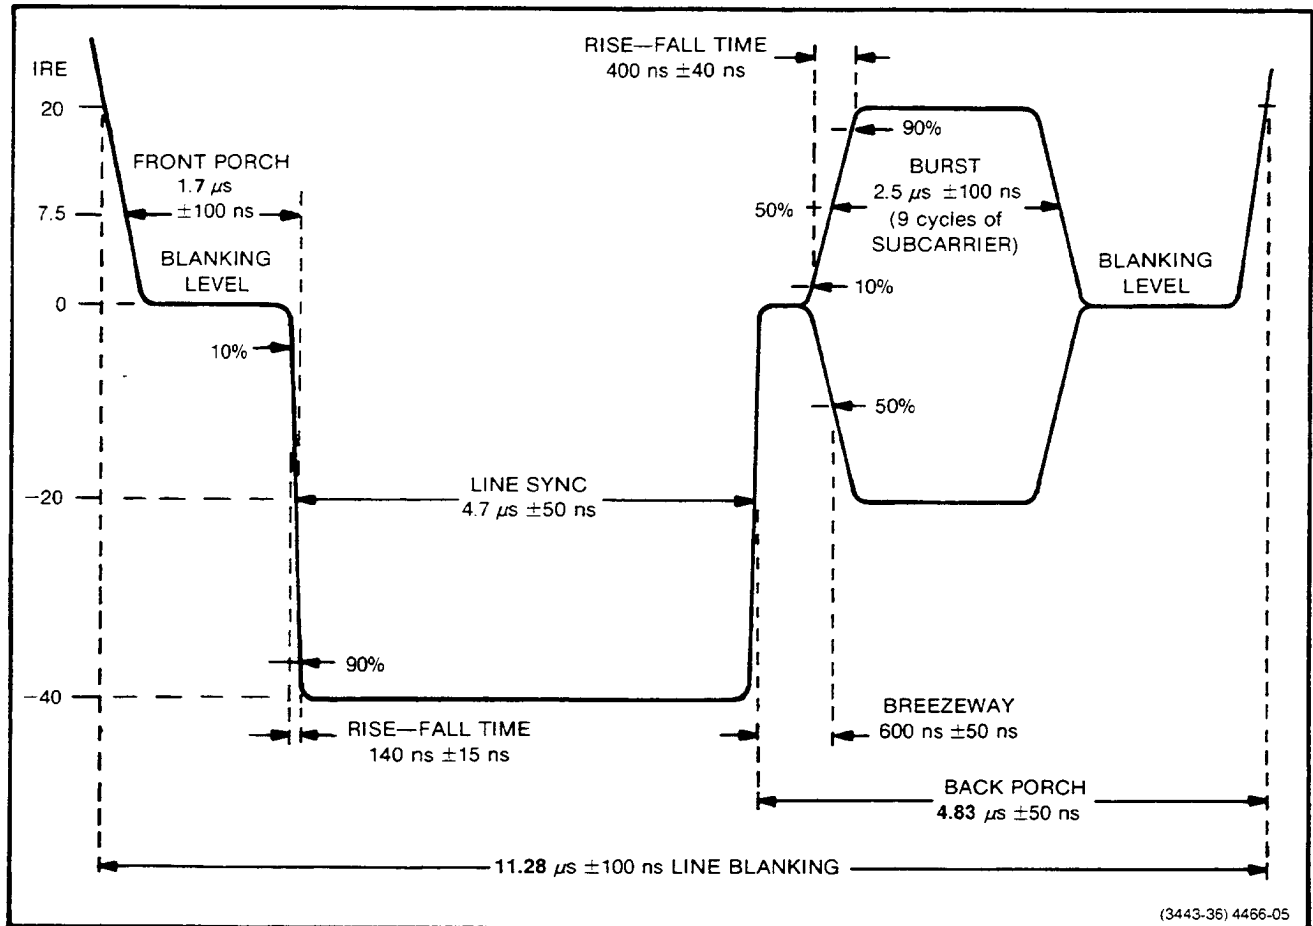 RISE—FALL TIME
400 ns ±40 ns
IRE
20
90%
FRONT PORCH
1.7 µs
±100 ns
BURST
2.5 µs ±100 ns
(9 cycles of
SUBCARRIER)
7.5
50%
BLANKING
LEVEL
BLANKING
LEVEL
10%
0
10%
50%
LINE SYNC
4.7 µs ±50 ns
−20
90%
−40
RISE—FALL TIME
140 ns ±15 ns
BREEZEWAY
600 ns ±50 ns
BACK PORCH
4.83 µs ±50 ns
11.28 µs ±100 ns LINE BLANKING
(3443-36) 4466-05